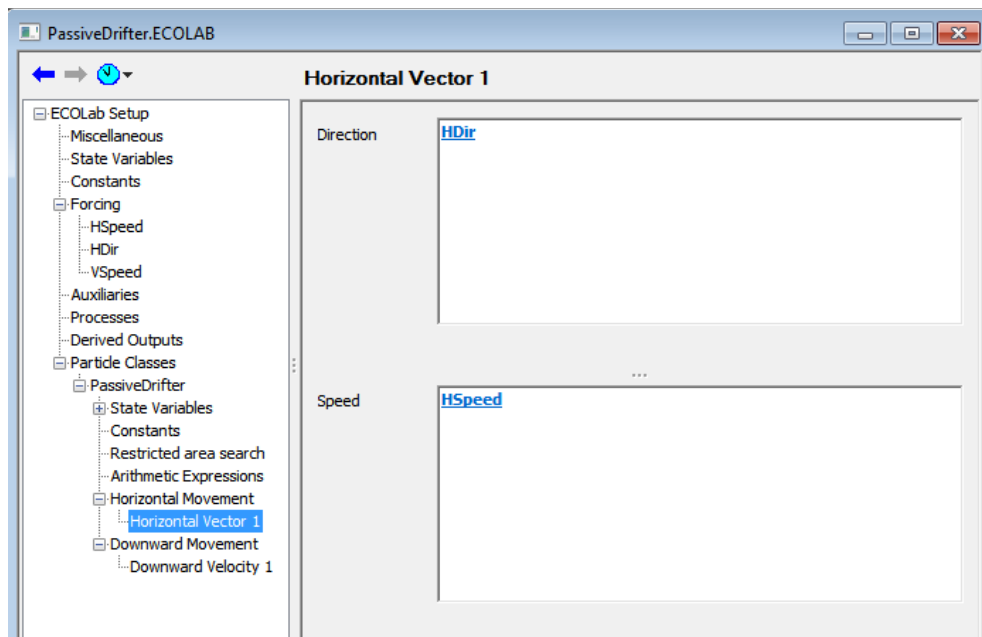 PassiveDrifter.ECOLAB
Horizontal Vector 1
ECOLab Setup
Miscellaneous
State Variables
Constants
Forcing
HSpeed
HDir
VSpeed
Auxiliaries
Processes
Derived Outputs
Particle Classes
PassiveDrifter
State Variables
Constants
Restricted area search
Arithmetic Expressions
Horizontal Movement
Horizontal Vector 1
Downward Movement
Downward Velocity 1
Direction
HDir
Speed
HSpeed